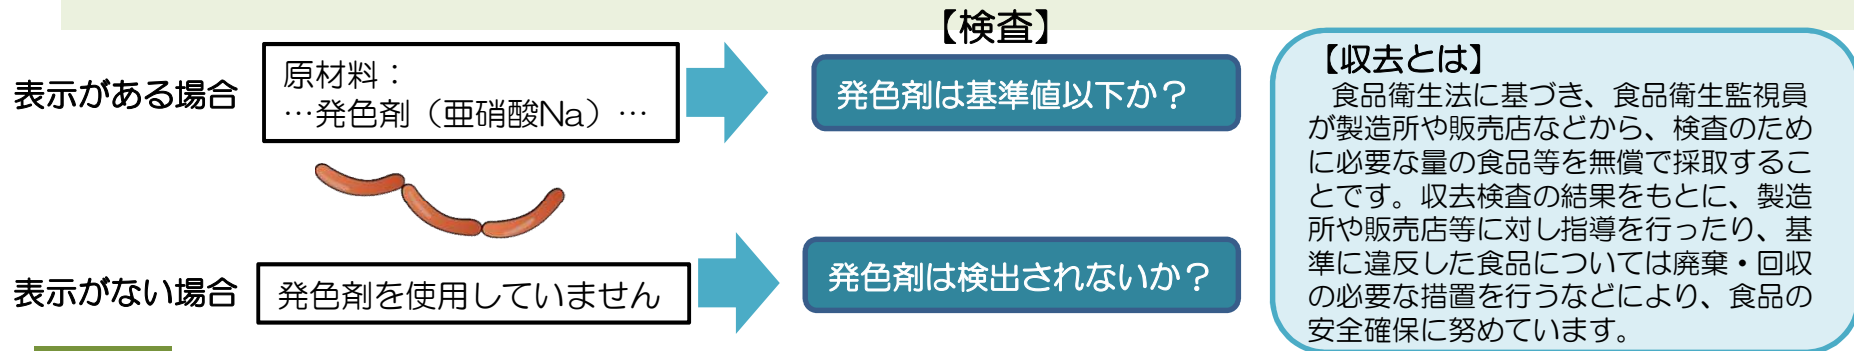 【検査】
表示がある場合
原材料：
…発色剤（亜硝酸Na）…
発色剤は基準値以下か？
表示がない場合
発色剤を使用していません
発色剤は検出されないか？
【収去とは】
食品衛生法に基づき、食品衛生監視員
が製造所や販売店などから、検査のため
に必要な量の食品等を無償で採取するこ
とです。収去検査の結果をもとに、製造
所や販売店等に対し指導を行ったり、基
準に違反した食品については廃棄・回収
の必要な措置を行うなどにより、食品の
安全確保に努めています。